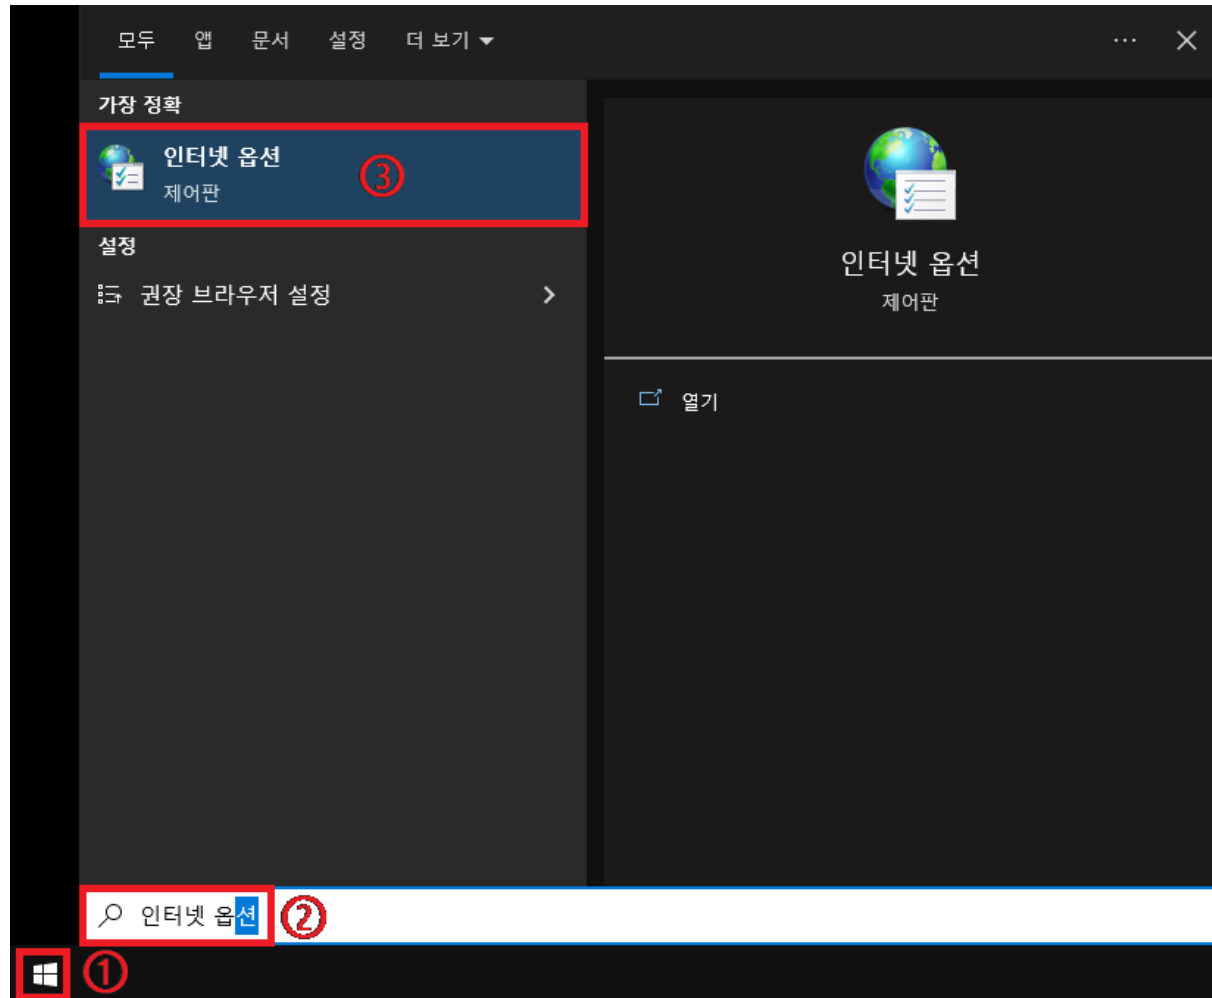 모두 앱 문서 설정 더 보기 ...
가장 정확
인터넷 옵션
제어판
③
설정
권장 브라우저 설정
인터넷 옵션
제어판
열기
인터넷 옵션 ②
①